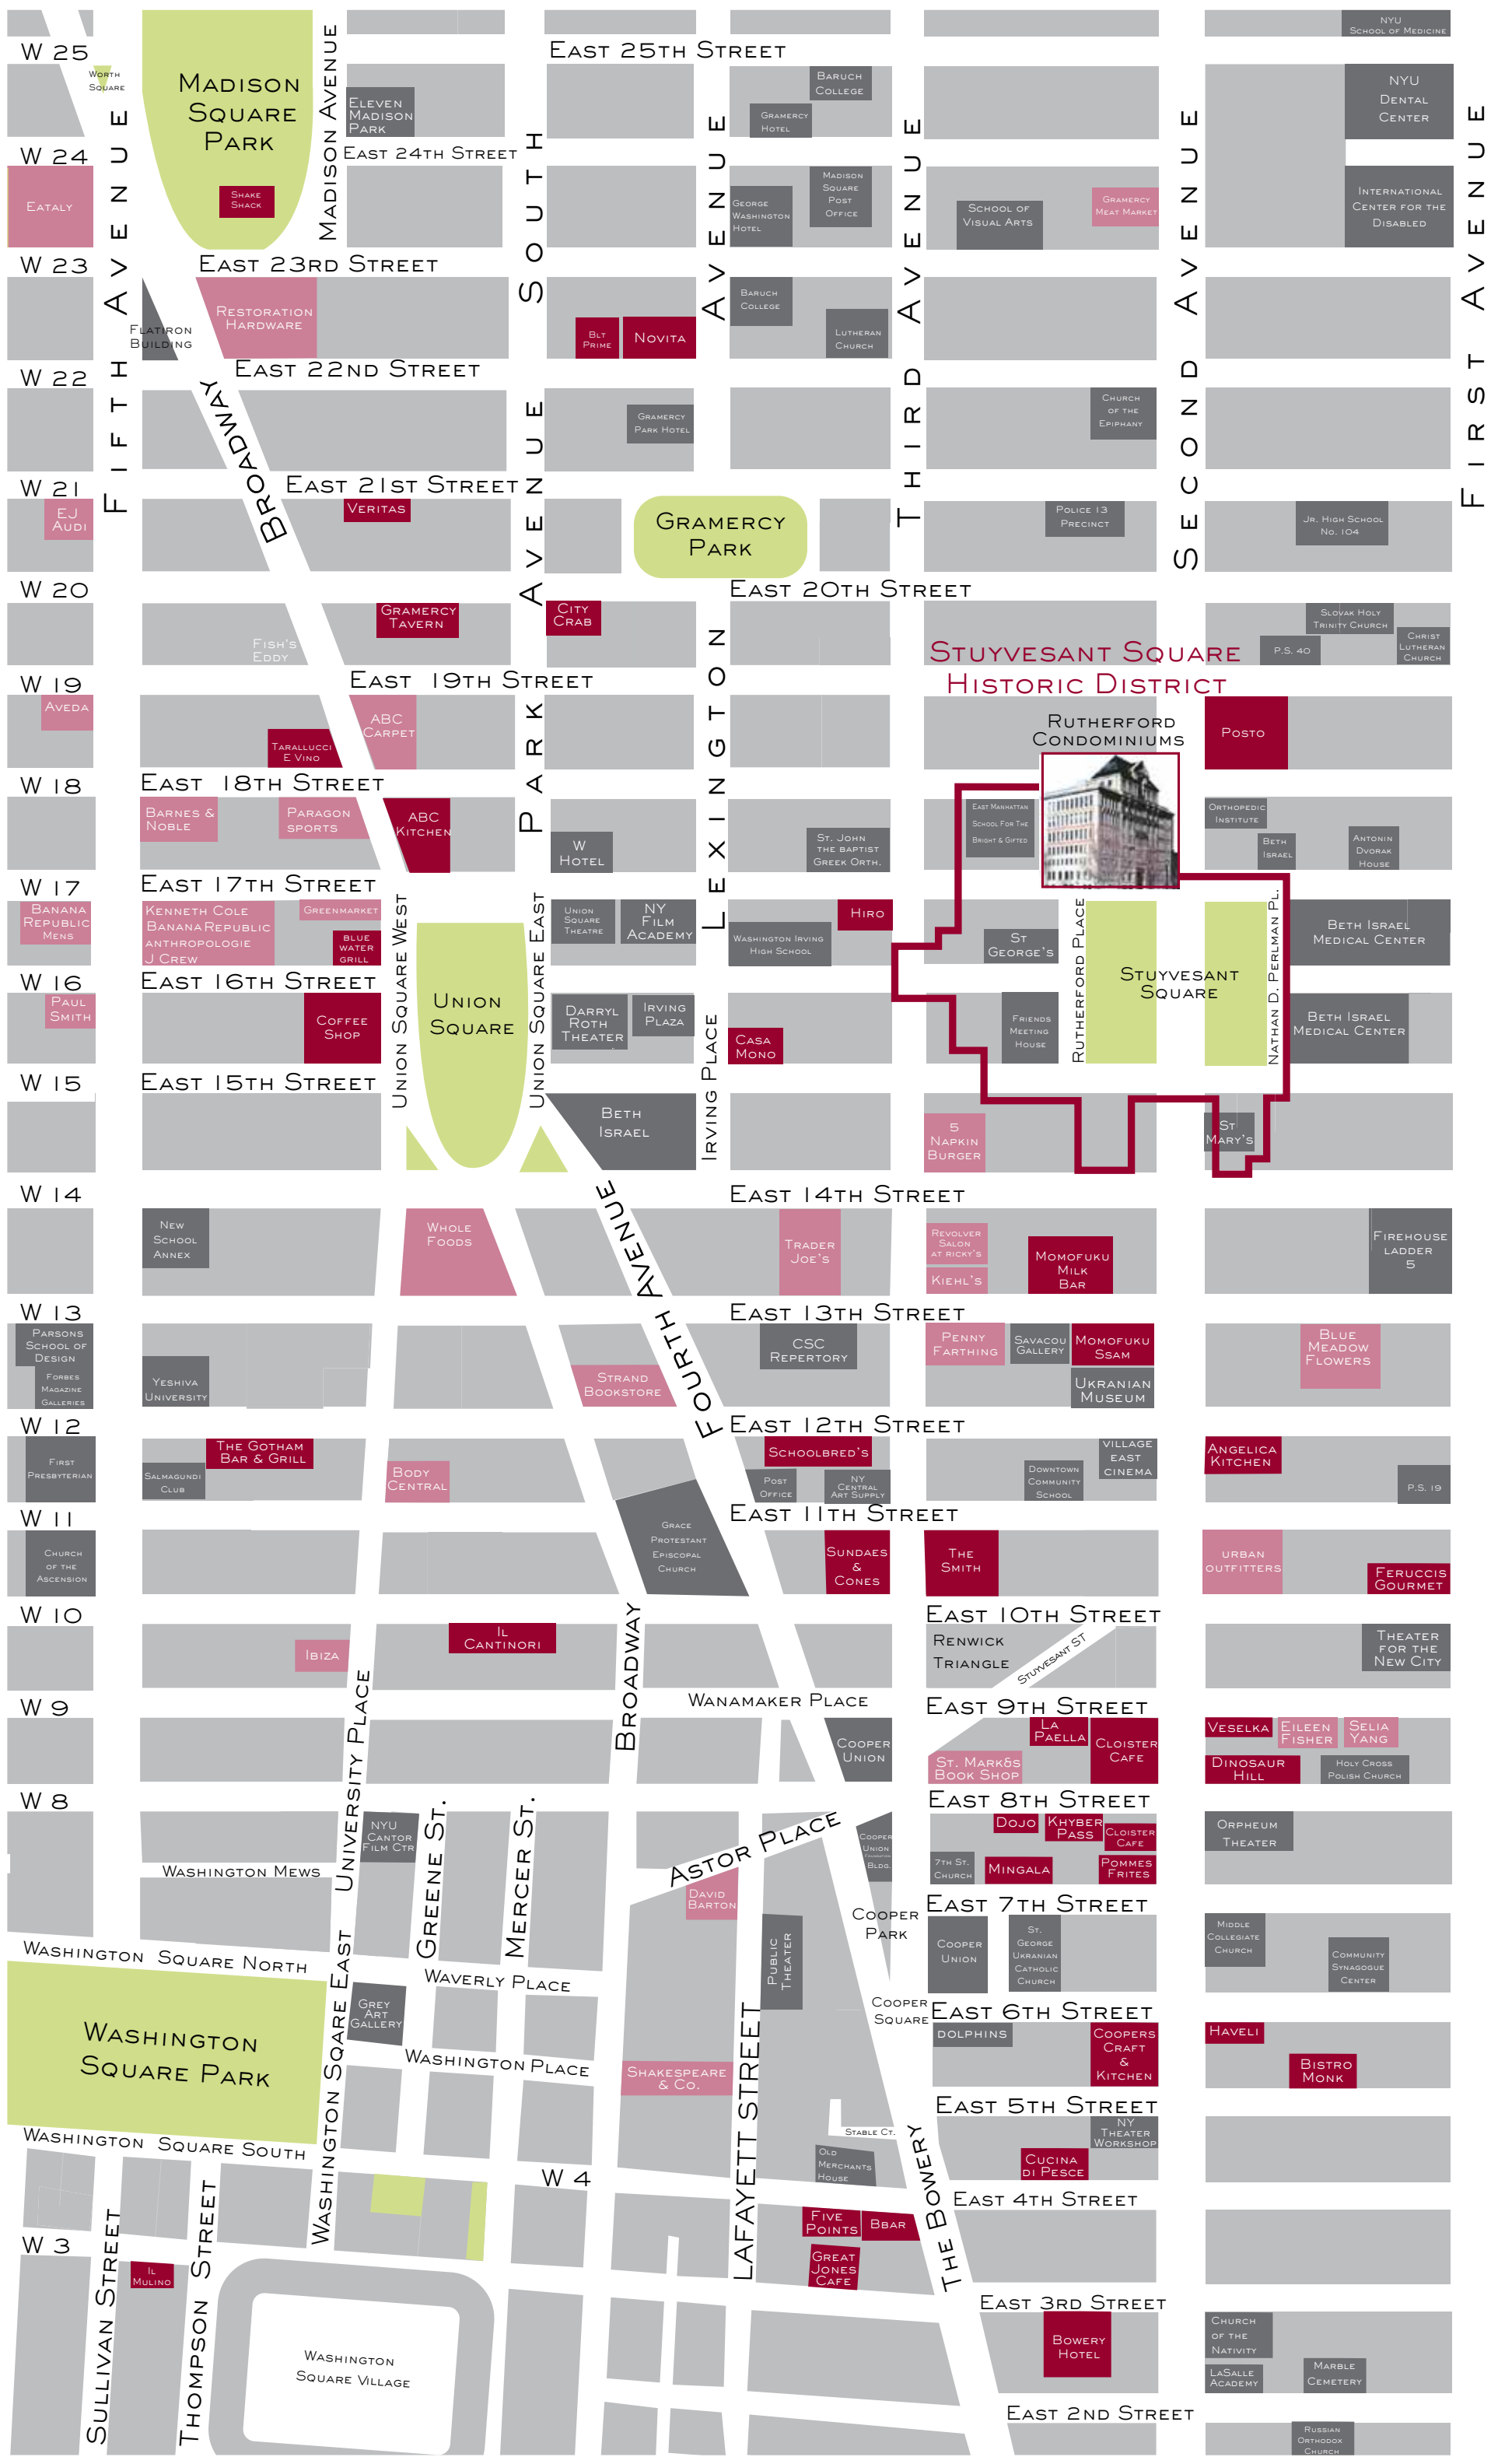 W 25
EAST 25TH STREET
NYU
SCHOOL OF MEDICINE
WORTH
SQUARE
MADISON
SQUARE
PARK
MADISON AVENUE
ELEVEN
MADISON
PARK
BARUCH
COLLEGE
GRAMERCY
HOTEL
NYU
DENTAL
CENTER
W 24
EAST 24TH STREET
EATALY
SHAKE
SHACK
GEORGE
WASHINGTON
HOTEL
MADISON
SQUARE
POST
OFFICE
SCHOOL OF
VISUAL ARTS
GRAMERCY
MEAT MARKET
INTERNATIONAL
CENTER FOR THE
DISABLED
FIFTH AVENUE
PARK AVENUE SOUTH
LEXINGTON AVENUE
THIRD AVENUE
SECOND AVENUE
FIRST AVENUE
W 23
EAST 23RD STREET
FLATIRON
BUILDING
RESTORATION
HARDWARE
BLT
PRIME
NOVITA
BARUCH
COLLEGE
LUTHERAN
CHURCH
W 22
EAST 22ND STREET
BROADWAY
GRAMERCY
PARK HOTEL
CHURCH
OF THE
EPIPHANY
W 21
EAST 21ST STREET
EJ
AUDI
VERITAS
GRAMERCY
PARK
POLICE 13
PRECINCT
JR. HIGH SCHOOL
NO. 104
W 20
EAST 20TH STREET
FISH'S
EDDY
GRAMERCY
TAVERN
CITY
CRAB
SLOVAK HOLY
TRINITY CHURCH
P.S. 40
CHRIST
LUTHERAN
CHURCH
STUYVESANT SQUARE
HISTORIC DISTRICT
W 19
EAST 19TH STREET
AVEDA
TARALLUCCI
E VINO
ABC
CARPET
RUTHERFORD
CONDOMINIUMS
POSTO
W 18
EAST 18TH STREET
BARNES &
NOBLE
PARAGON
SPORTS
ABC
KITCHEN
W
HOTEL
ST. JOHN
THE BAPTIST
GREEK ORTH.
EAST MANHATTAN
SCHOOL FOR THE
BRIGHT & GIFTED
ORTHOPEDIC
INSTITUTE
BETH
ISRAEL
ANTONIN
DVORAK
HOUSE
W 17
EAST 17TH STREET
BANANA
REPUBLIC
MENS
KENNETH COLE
BANANA REPUBLIC
ANTHROPOLOGIE
J CREW
GREENMARKET
BLUE
WATER
GRILL
UNION SQUARE WEST
UNION SQUARE EAST
UNION
SQUARE
THEATRE
NY
FILM
ACADEMY
WASHINGTON IRVING
HIGH SCHOOL
HIRO
ST
GEORGE'S
RUTHERFORD PLACE
STUYVESANT
SQUARE
NATHAN D. PERLMAN PL.
BETH ISRAEL
MEDICAL CENTER
W 16
EAST 16TH STREET
PAUL
SMITH
COFFEE
SHOP
UNION
SQUARE
DARRYL
ROTH
THEATER
IRVING
PLAZA
IRVING PLACE
CASA
MONO
FRIENDS
MEETING
HOUSE
BETH ISRAEL
MEDICAL CENTER
W 15
EAST 15TH STREET
BETH
ISRAEL
5
NAPKIN
BURGER
ST
MARY'S
W 14
EAST 14TH STREET
NEW
SCHOOL
ANNEX
WHOLE
FOODS
FOURTH AVENUE
TRADER
JOE'S
REVOLVER
SALON
AT RICKY'S
KIEHL'S
MOMOFUKU
MILK
BAR
FIREHOUSE
LADDER
5
W 13
EAST 13TH STREET
PARSONS
SCHOOL OF
DESIGN
FORBES
MAGAZINE
GALLERIES
YESHIVA
UNIVERSITY
STRAND
BOOKSTORE
CSC
REPERTORY
PENNY
FARTHING
SAVACOU
GALLERY
MOMOFUKU
SSAM
UKRANIAN
MUSEUM
BLUE
MEADOW
FLOWERS
W 12
EAST 12TH STREET
FIRST
PRESBYTERIAN
SALMAGUNDI
CLUB
THE GOTHAM
BAR & GRILL
BODY
CENTRAL
SCHOOLBRED'S
POST
OFFICE
NY
CENTRAL
ART SUPPLY
DOWNTOWN
COMMUNITY
SCHOOL
VILLAGE
EAST
CINEMA
ANGELICA
KITCHEN
P.S. 19
W 11
EAST 11TH STREET
CHURCH
OF THE
ASCENSION
GRACE
PROTESTANT
EPISCOPAL
CHURCH
SUNDAES
&
CONES
THE
SMITH
URBAN
OUTFITTERS
FERUCCIS
GOURMET
W 10
EAST 10TH STREET
IBIZA
IL
CANTINORI
BROADWAY
RENWICK
TRIANGLE
STUYVESANT ST
THEATER
FOR THE
NEW CITY
W 9
WANAMAKER PLACE
EAST 9TH STREET
UNIVERSITY PLACE
COOPER
UNION
LA
PAELLA
ST. MARK&S
BOOK SHOP
CLOISTER
CAFE
VESELKA
EILEEN
FISHER
SELIA
YANG
DINOSAUR
HILL
HOLY CROSS
POLISH CHURCH
W 8
EAST 8TH STREET
NYU
CANTOR
FILM CTR
GREENE ST.
MERCER ST.
ASTOR PLACE
COOPER
UNION
BLDG.
DOJO
KHYBER
PASS
CLOISTER
CAFE
7TH ST.
CHURCH
MINGALA
POMMES
FRITES
ORPHEUM
THEATER
WASHINGTON MEWS
DAVID
BARTON
EAST 7TH STREET
PUBLIC
THEATER
COOPER
PARK
COOPER
UNION
ST.
GEORGE
UKRANIAN
CATHOLIC
CHURCH
MIDDLE
COLLEGIATE
CHURCH
COMMUNITY
SYNAGOGUE
CENTER
WASHINGTON SQUARE NORTH
WASHINGTON SQARE EAST
WAVERLY PLACE
GREY
ART
GALLERY
COOPER
SQUARE
EAST 6TH STREET
WASHINGTON
SQUARE PARK
WASHINGTON PLACE
SHAKESPEARE
& CO.
LAFAYETT STREET
DOLPHINS
COOPERS
CRAFT
&
KITCHEN
HAVELI
BISTRO
MONK
EAST 5TH STREET
WASHINGTON SQUARE SOUTH
STABLE CT.
OLD
MERCHANTS
HOUSE
THE BOWERY
NY
THEATER
WORKSHOP
CUCINA
DI PESCE
W 4
EAST 4TH STREET
FIVE
POINTS
BBAR
GREAT
JONES
CAFE
W 3
SULLIVAN STREET
THOMPSON STREET
IL
MULINO
EAST 3RD STREET
WASHINGTON
SQUARE VILLAGE
BOWERY
HOTEL
CHURCH
OF THE
NATIVITY
LASALLE
ACADEMY
MARBLE
CEMETERY
EAST 2ND STREET
RUSSIAN
ORTHODOX
CHURCH